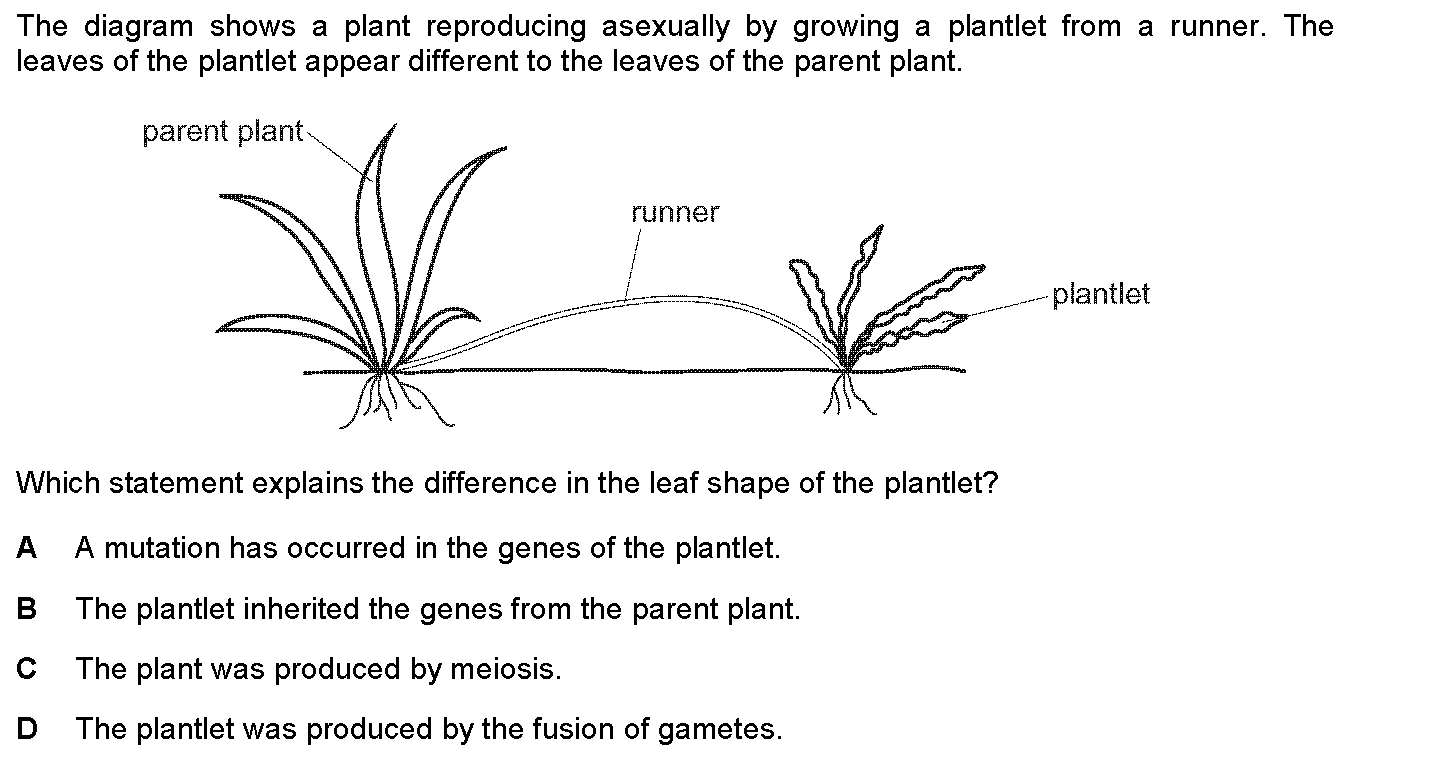 The diagram shows a plant reproducing asexually by growing a plantlet from a runner. The
leaves of the plantlet appear different to the leaves of the parent plant.
parent plant
runner
plantlet
Which statement explains the difference in the leaf shape of the plantlet?
A A mutation has occurred in the genes of the plantlet.
B The plantlet inherited the genes from the parent plant.
C The plant was produced by meiosis.
D The plantlet was produced by the fusion of gametes.